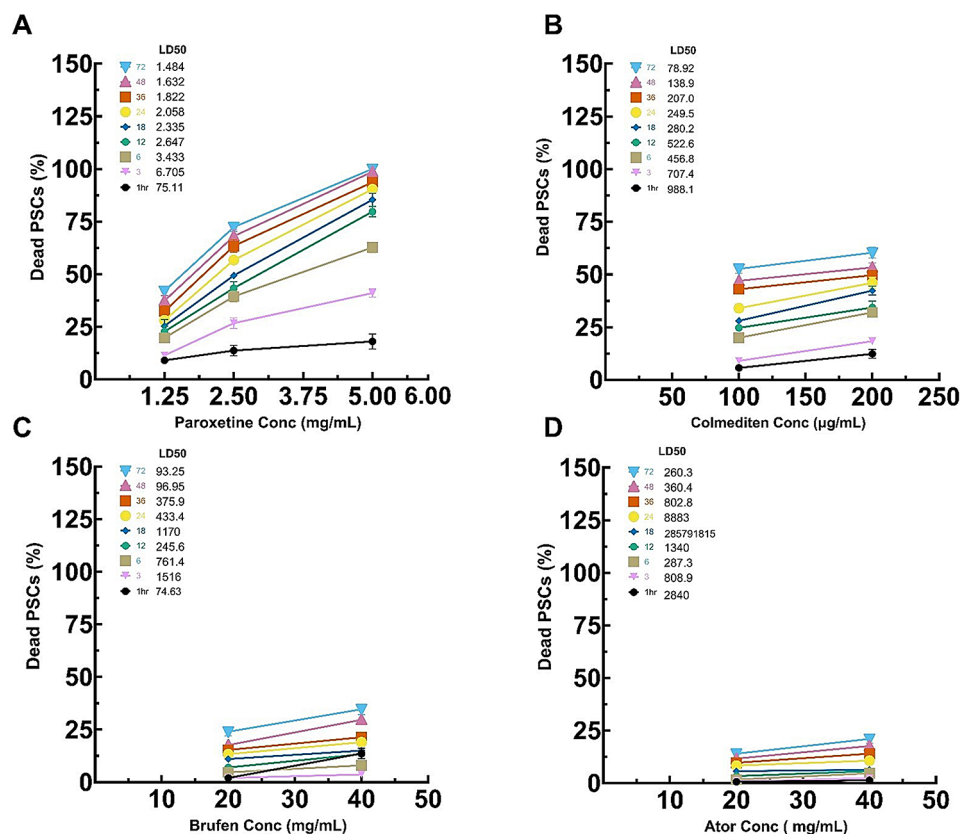 A
LD50
72 1.484
48 1.632
36 1.822
24 2.058
18 2.335
12 2.647
6 3.433
3 6.705
1hr 75.11
150
125
100
75
50
25
0
Dead PSCs (%)
1.25 2.50 3.75 5.00 6.00
Paroxetine Conc (mg/mL)
B
LD50
72 78.92
48 138.9
36 207.0
24 249.5
18 280.2
12 522.6
6 456.8
3 707.4
1hr 988.1
150
125
100
75
50
25
0
Dead PSCs (%)
50 100 150 200 250
Colmediten Conc (µg/mL)
C
LD50
72 93.25
48 96.95
36 375.9
24 433.4
18 1170
12 245.6
6 761.4
3 1516
1hr 74.63
150
125
100
75
50
25
0
Dead PSCs (%)
10 20 30 40 50
Brufen Conc (mg/mL)
D
LD50
72 260.3
48 360.4
36 802.8
24 8883
18 285791815
12 1340
6 287.3
3 808.9
1hr 2840
150
125
100
75
50
25
0
Dead PSCs (%)
10 20 30 40 50
Ator Conc ( mg/mL)